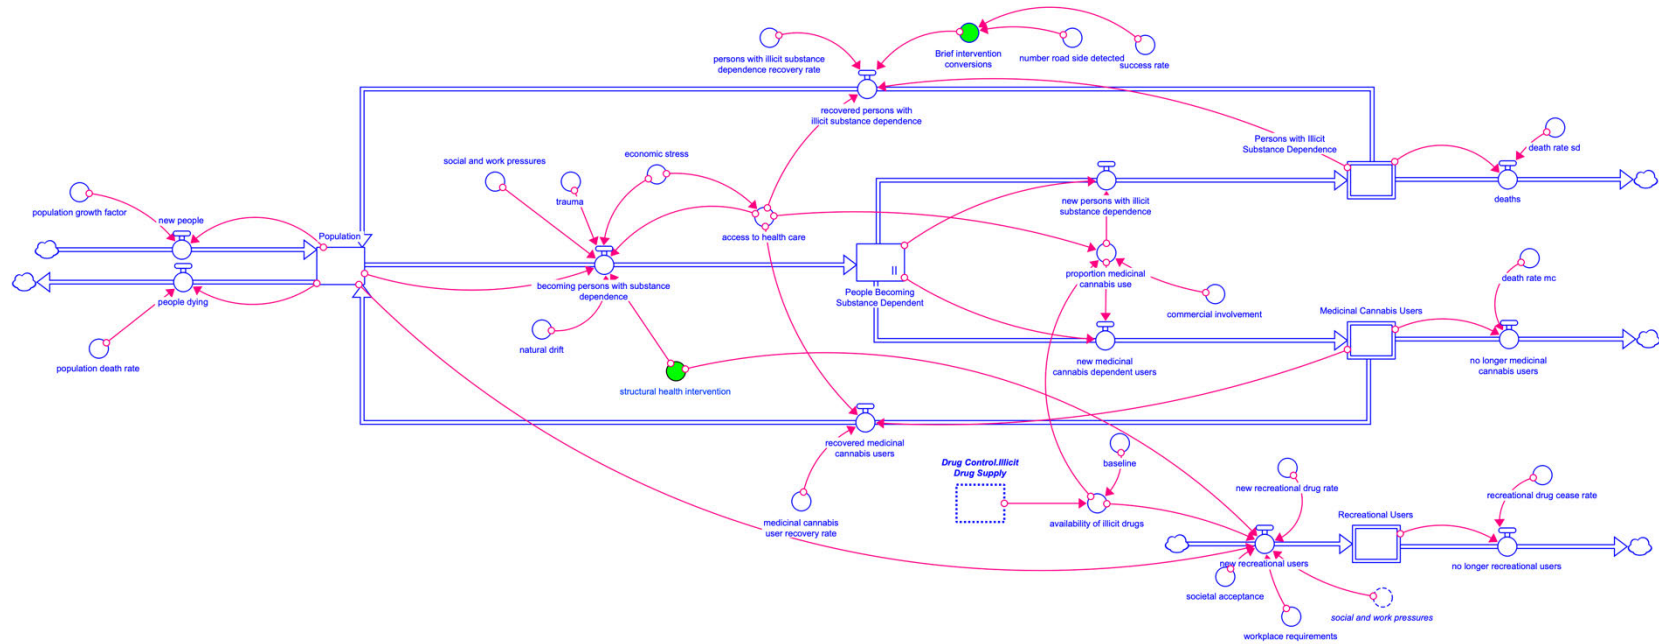 persons with illicit substance
dependence recovery rate
Brief intervention
conversions
number road side detected
success rate
recovered persons with
illicit substance dependence
Persons with Illicit
Substance Dependence
death rate sd
deaths
social and work pressures
economic stress
trauma
population growth factor
new people
Population
access to health care
new persons with illicit
substance dependence
people dying
becoming persons with substance
dependence
People Becoming
Substance Dependent
proportion medicinal
cannabis use
commercial involvement
death rate mc
Medicinal Cannabis Users
natural drift
population death rate
structural health intervention
new medicinal
cannabis dependent users
no longer medicinal
cannabis users
recovered medicinal
cannabis users
Drug Control.Illicit
Drug Supply
baseline
new recreational drug rate
recreational drug cease rate
medicinal cannabis
user recovery rate
availability of illicit drugs
Recreational Users
new recreational users
no longer recreational users
societal acceptance
social and work pressures
workplace requirements